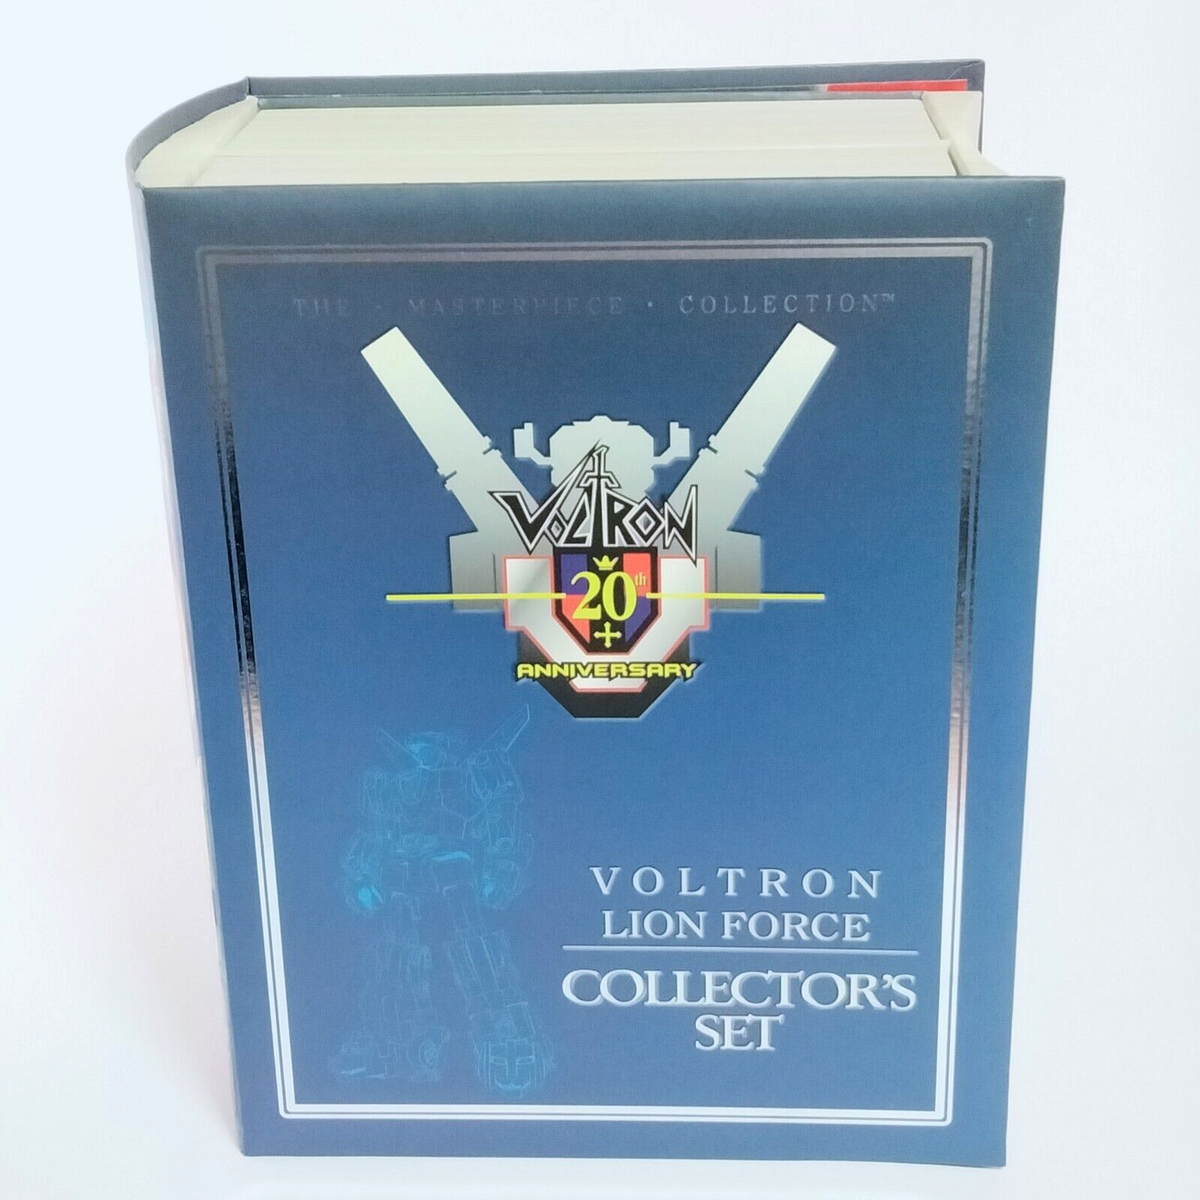 THE · MASTERPIECE · COLLECTION™
VOLTRON
20th
ANNIVERSARY
VOLTRON
LION FORCE
COLLECTOR'S
SET